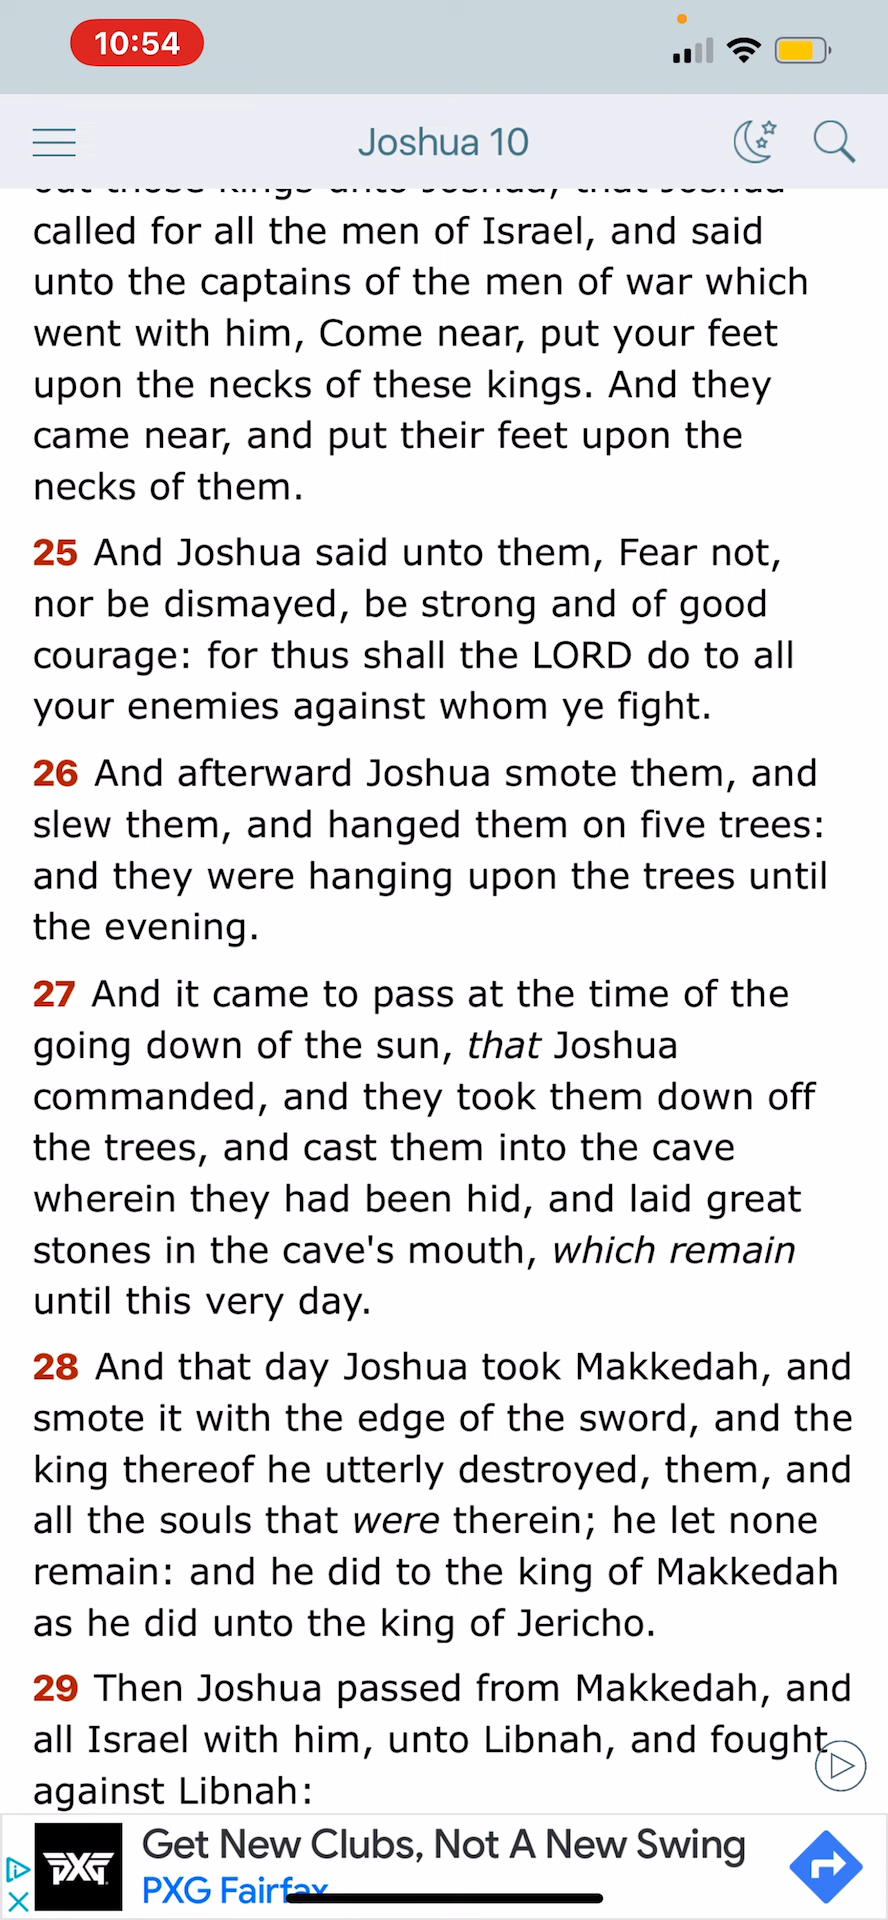 10:54
Joshua 10
out those kings unto Joshua, that Joshua
called for all the men of Israel, and said
unto the captains of the men of war which
went with him, Come near, put your feet
upon the necks of these kings. And they
came near, and put their feet upon the
necks of them.
25 And Joshua said unto them, Fear not,
nor be dismayed, be strong and of good
courage: for thus shall the LORD do to all
your enemies against whom ye fight.
26 And afterward Joshua smote them, and
slew them, and hanged them on five trees:
and they were hanging upon the trees until
the evening.
27 And it came to pass at the time of the
going down of the sun, that Joshua
commanded, and they took them down off
the trees, and cast them into the cave
wherein they had been hid, and laid great
stones in the cave's mouth, which remain
until this very day.
28 And that day Joshua took Makkedah, and
smote it with the edge of the sword, and the
king thereof he utterly destroyed, them, and
all the souls that were therein; he let none
remain: and he did to the king of Makkedah
as he did unto the king of Jericho.
29 Then Joshua passed from Makkedah, and
all Israel with him, unto Libnah, and fought
against Libnah:
PXG
Get New Clubs, Not A New Swing
PXG Fairfax